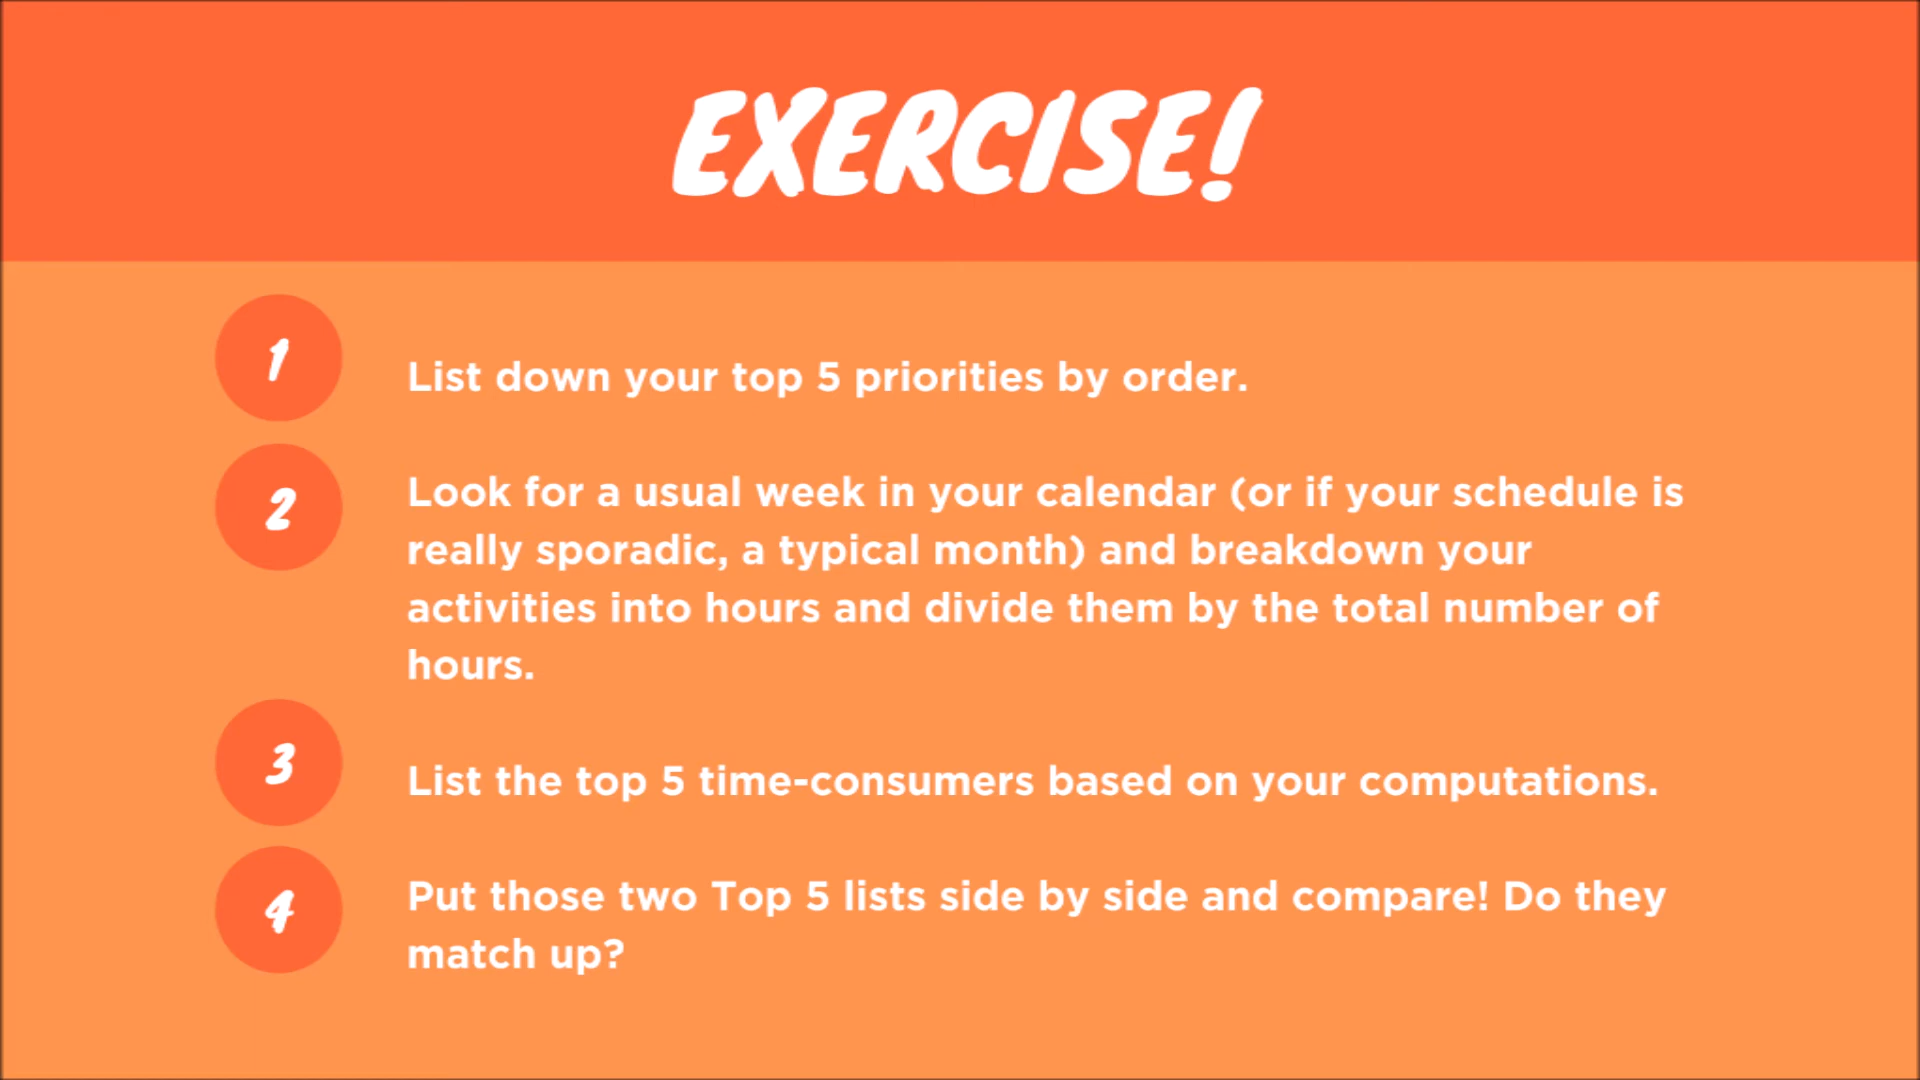 EXERCISE!
1
List down your top 5 priorities by order.
2
Look for a usual week in your calendar (or if your schedule is
really sporadic, a typical month) and breakdown your
activities into hours and divide them by the total number of
hours.
3
List the top 5 time-consumers based on your computations.
4
Put those two Top 5 lists side by side and compare! Do they
match up?